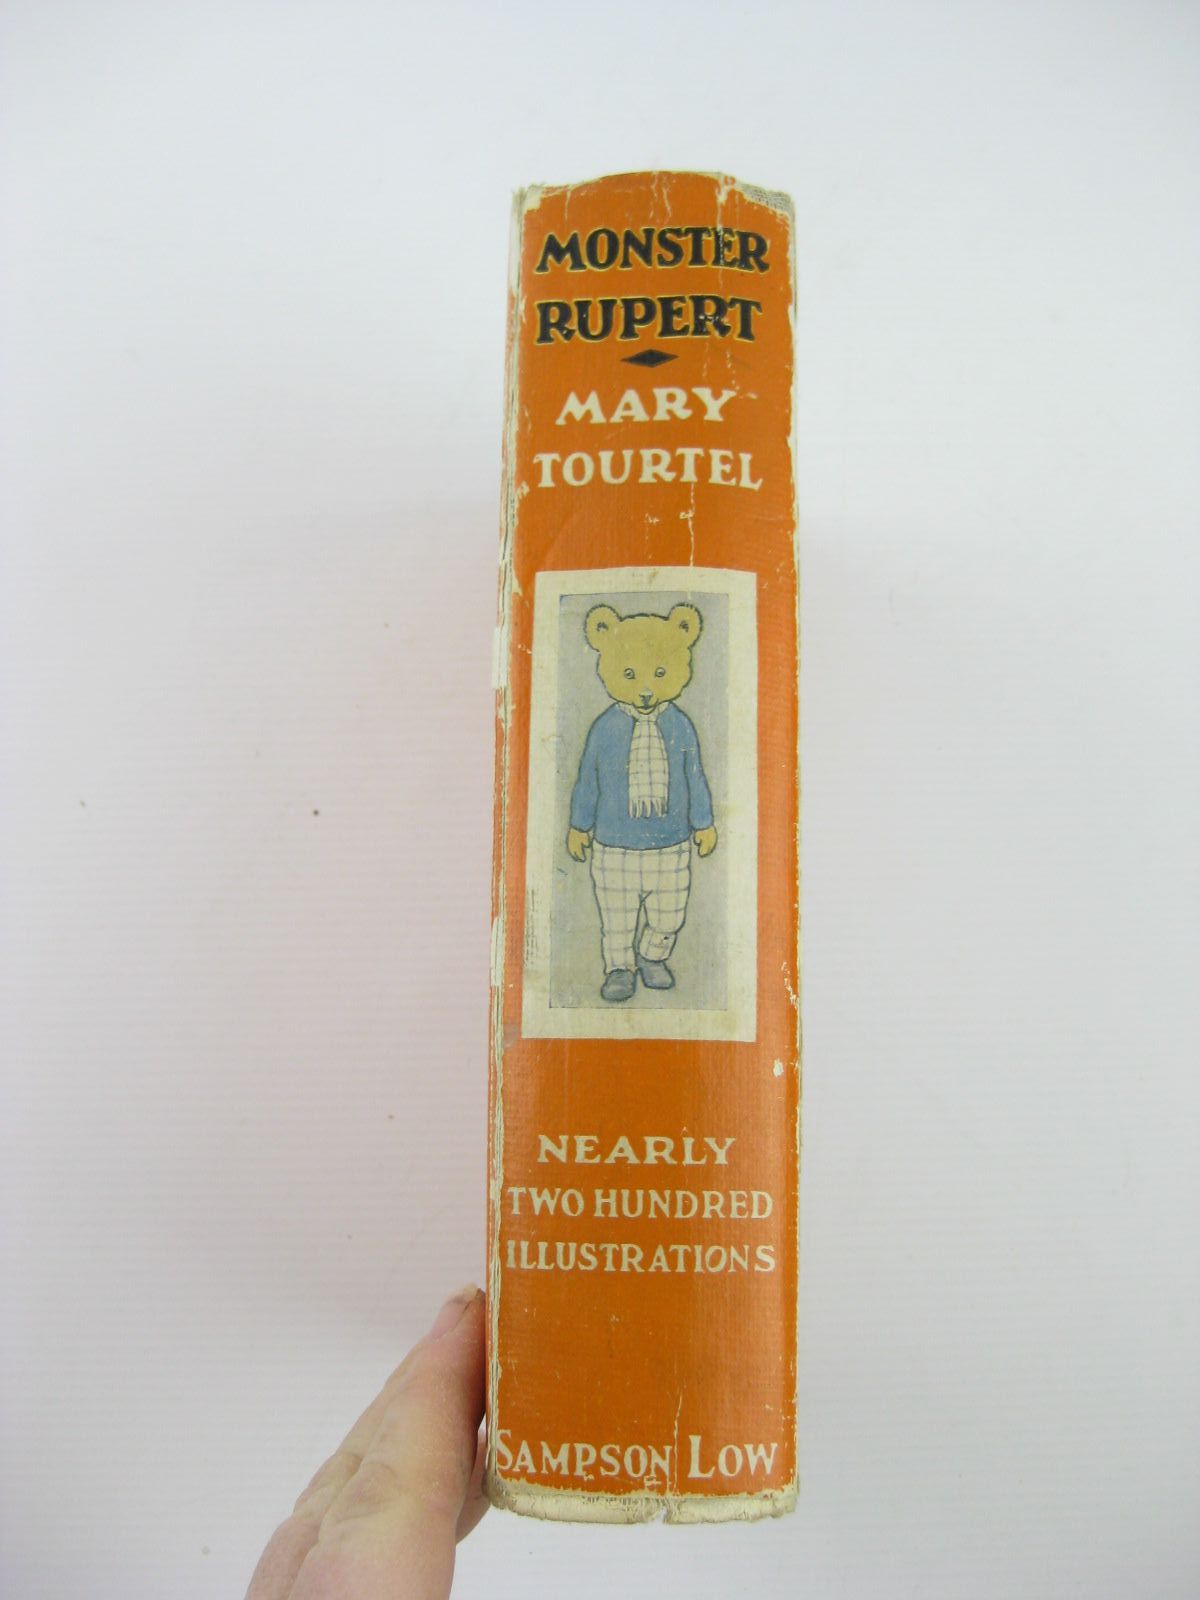 MONSTER
RUPERT
MARY
TOURTEL
NEARLY
TWO HUNDRED
ILLUSTRATIONS
SAMPSON LOW